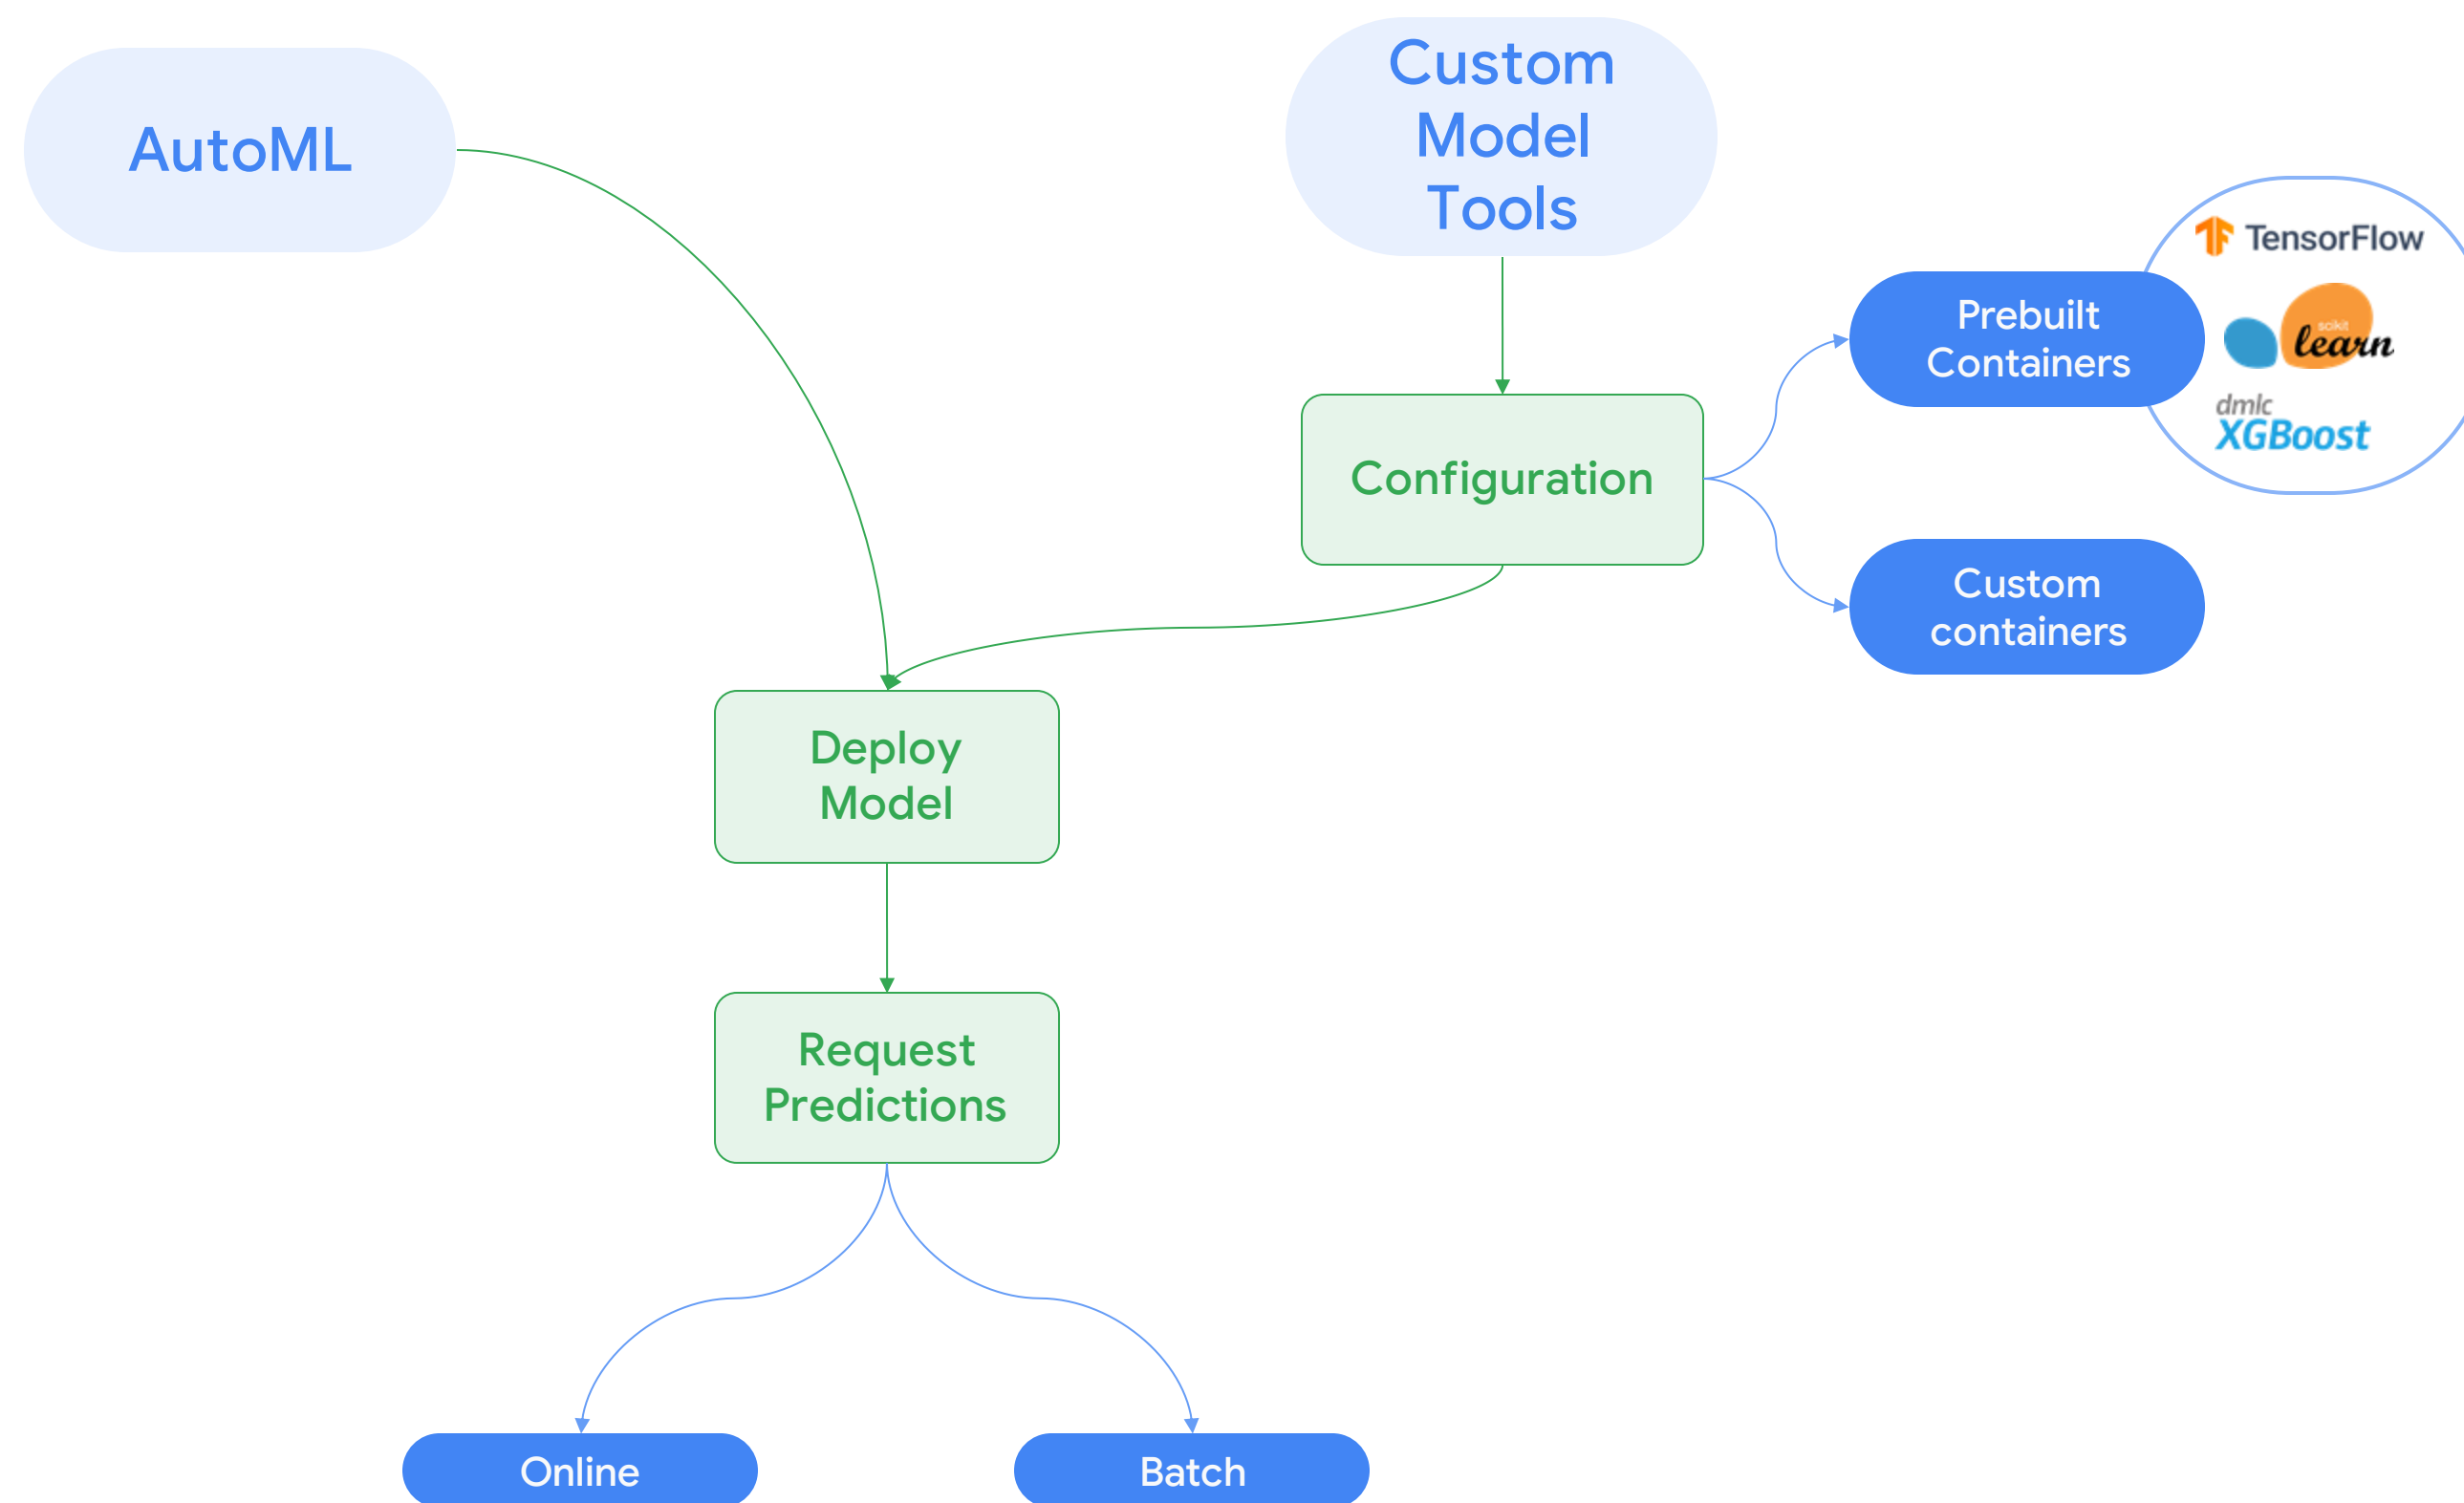 AutoML
Custom
Model
Tools
TensorFlow
Prebuilt
Containers
scikit
learn
dmlc
XGBoost
Configuration
Custom
containers
Deploy
Model
Request
Predictions
Online
Batch